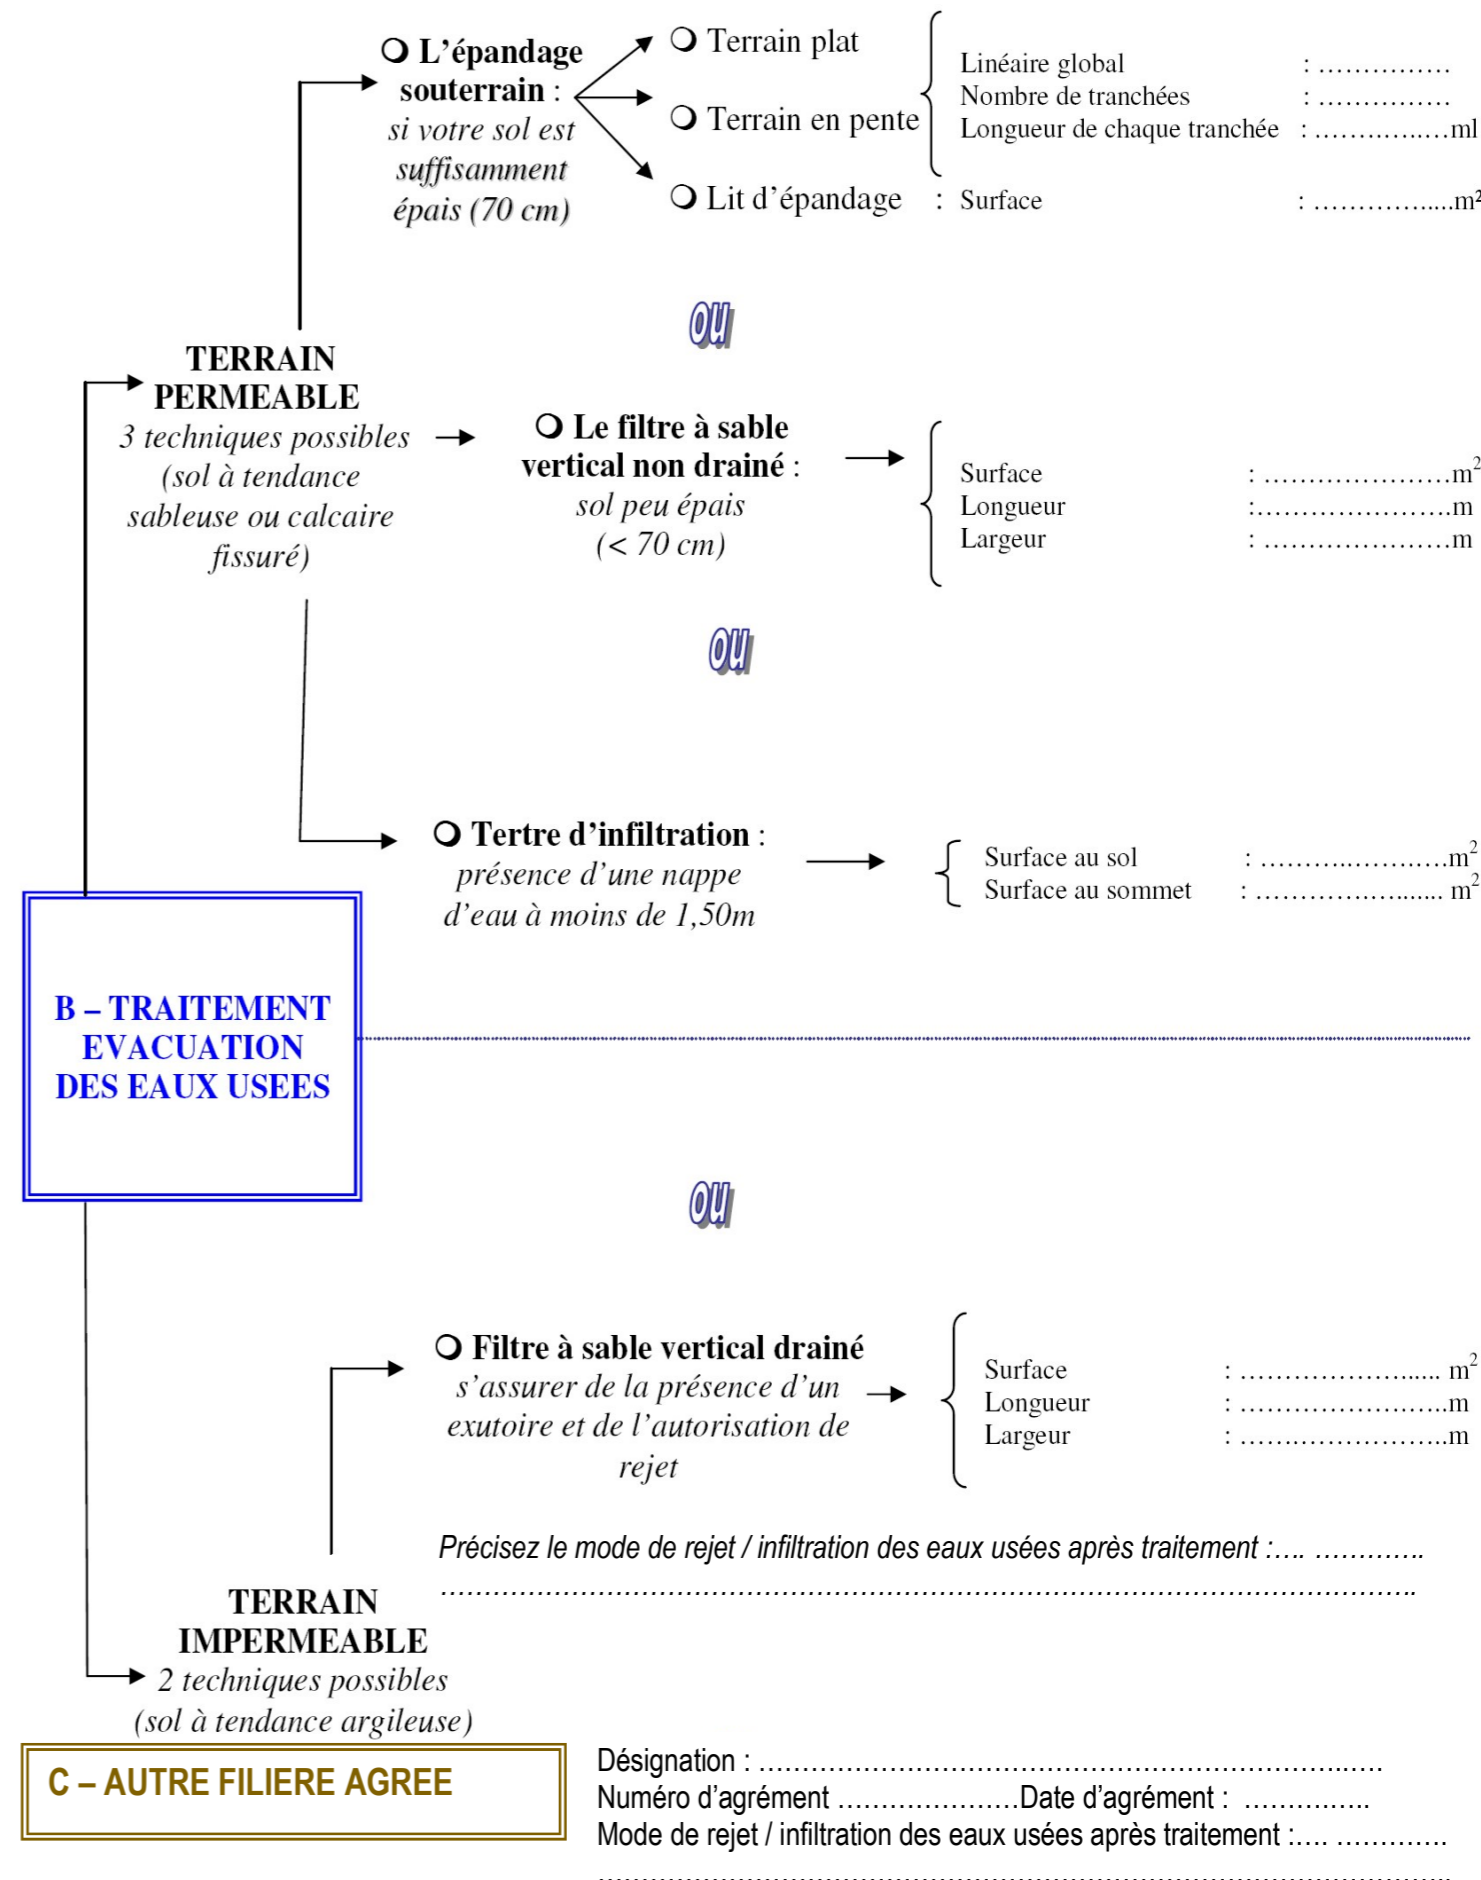 ❍ L'épandage
souterrain :
si votre sol est
suffisamment
épais (70 cm)
❍ Terrain plat
❍ Terrain en pente
Linéaire global : ……………
Nombre de tranchées : ……………
Longueur de chaque tranchée : …….…..…ml
❍ Lit d'épandage : Surface : ………….....m²
ou
TERRAIN
PERMEABLE
3 techniques possibles
(sol à tendance
sableuse ou calcaire
fissuré)
❍ Le filtre à sable
vertical non drainé :
sol peu épais
(< 70 cm)
Surface : …………………m²
Longueur :………………….m
Largeur : …………………m
ou
❍ Tertre d'infiltration :
présence d'une nappe
d'eau à moins de 1,50m
Surface au sol : ……….…….…m²
Surface au sommet : ………….…....... m²
B – TRAITEMENT
EVACUATION
DES EAUX USEES
ou
❍ Filtre à sable vertical drainé
s'assurer de la présence d'un
exutoire et de l'autorisation de
rejet
Surface : ………………..... m²
Longueur : …………………..m
Largeur : …….……………..m
Précisez le mode de rejet / infiltration des eaux usées après traitement :…. ………….
……………………………………………………………………………………….
TERRAIN
IMPERMEABLE
2 techniques possibles
(sol à tendance argileuse)
C – AUTRE FILIERE AGREE
Désignation : …………………………………………………………..….
Numéro d'agrément …………………Date d'agrément : ……….…..
Mode de rejet / infiltration des eaux usées après traitement :…. ………….
……………………………………………………………………………………..